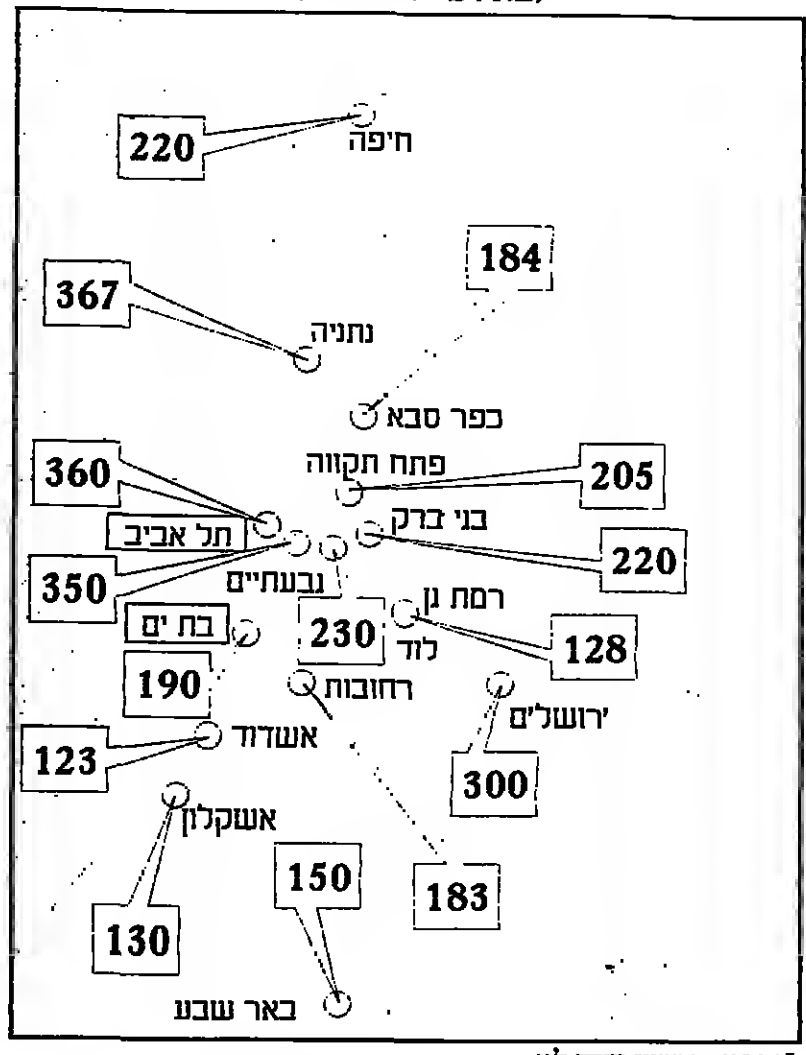 220
חיפה
184
367
נתניה
כפר סבא
פתח תקווה
360
205
תל אביב
בני ברק
220
350
גבעתיים
רמת גן
בת ים
230
לוד
128
190
רחובות
ירושלים
אשדוד
123
300
אשקלון
150
183
130
באר שבע